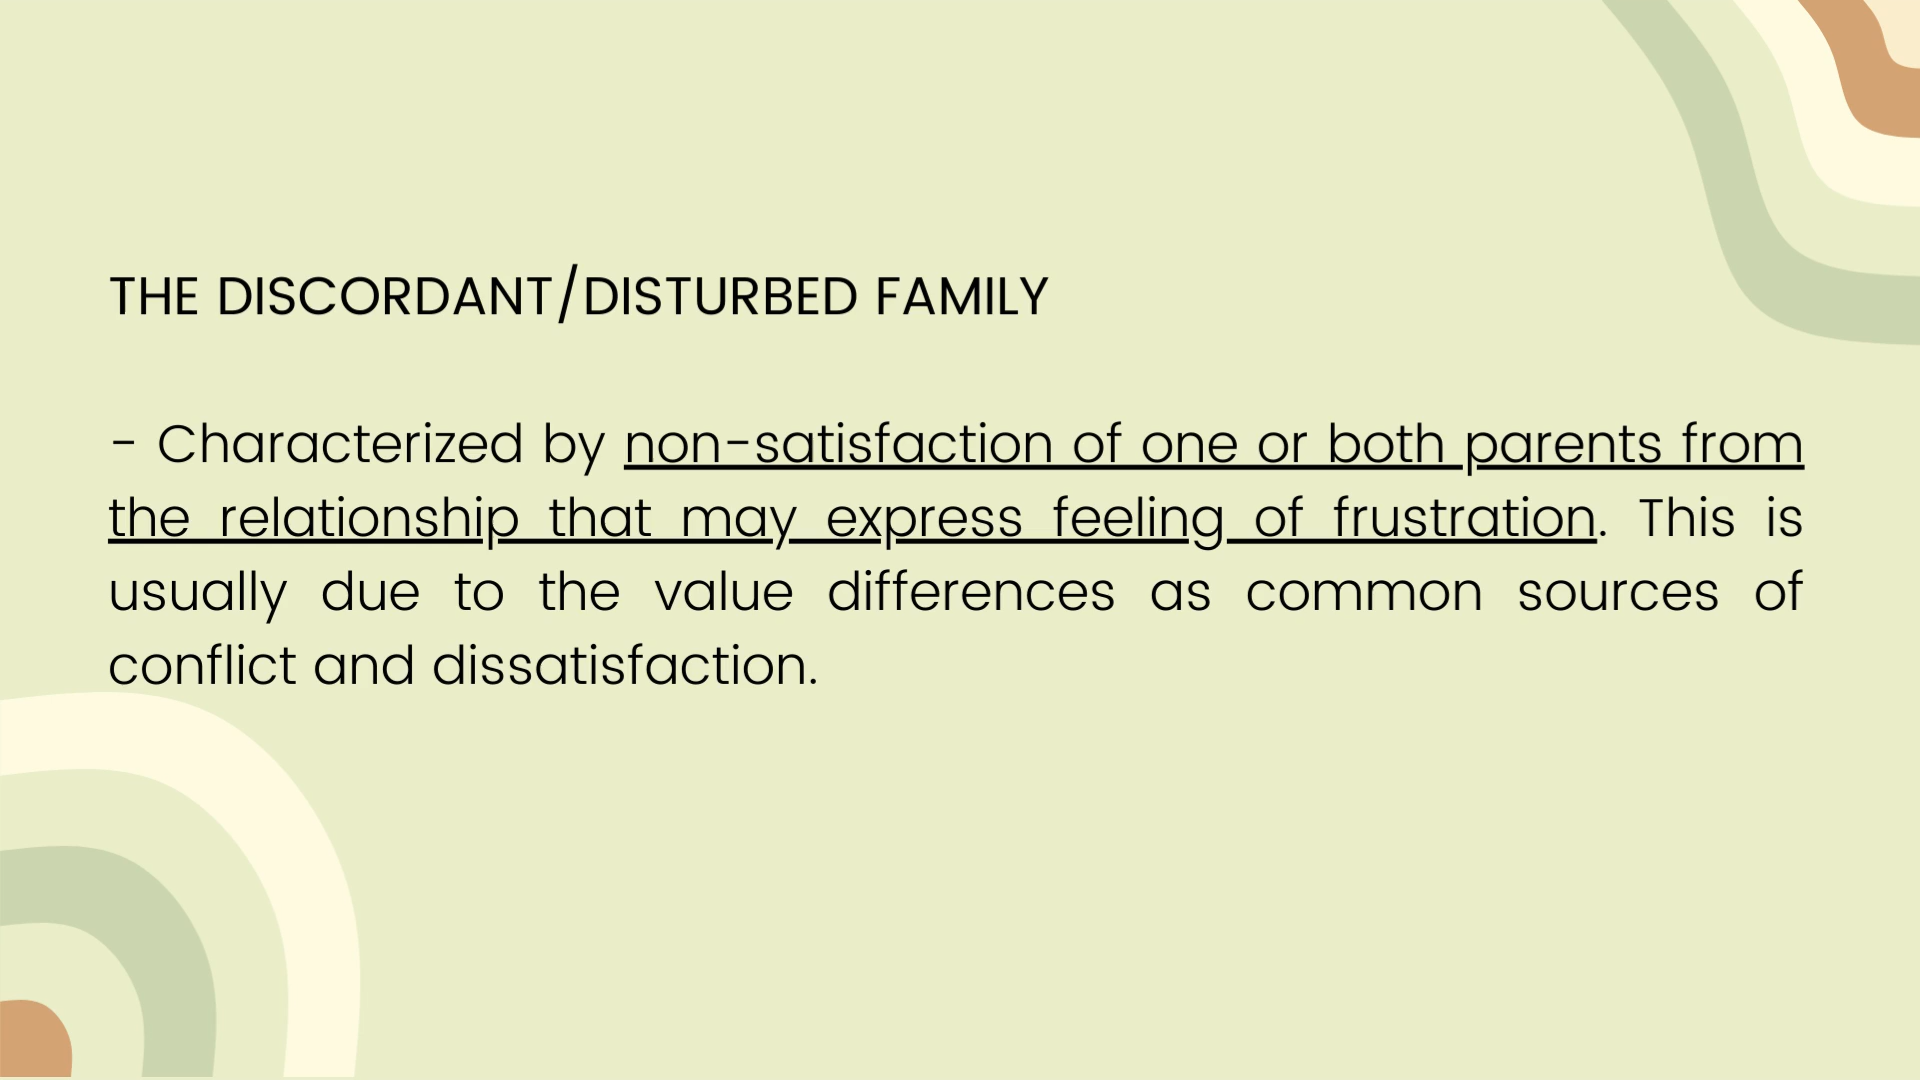 THE DISCORDANT/DISTURBED FAMILY
- Characterized by non-satisfaction of one or both parents from
the relationship that may express feeling of frustration. This is
usually due to the value differences as common sources of
conflict and dissatisfaction.